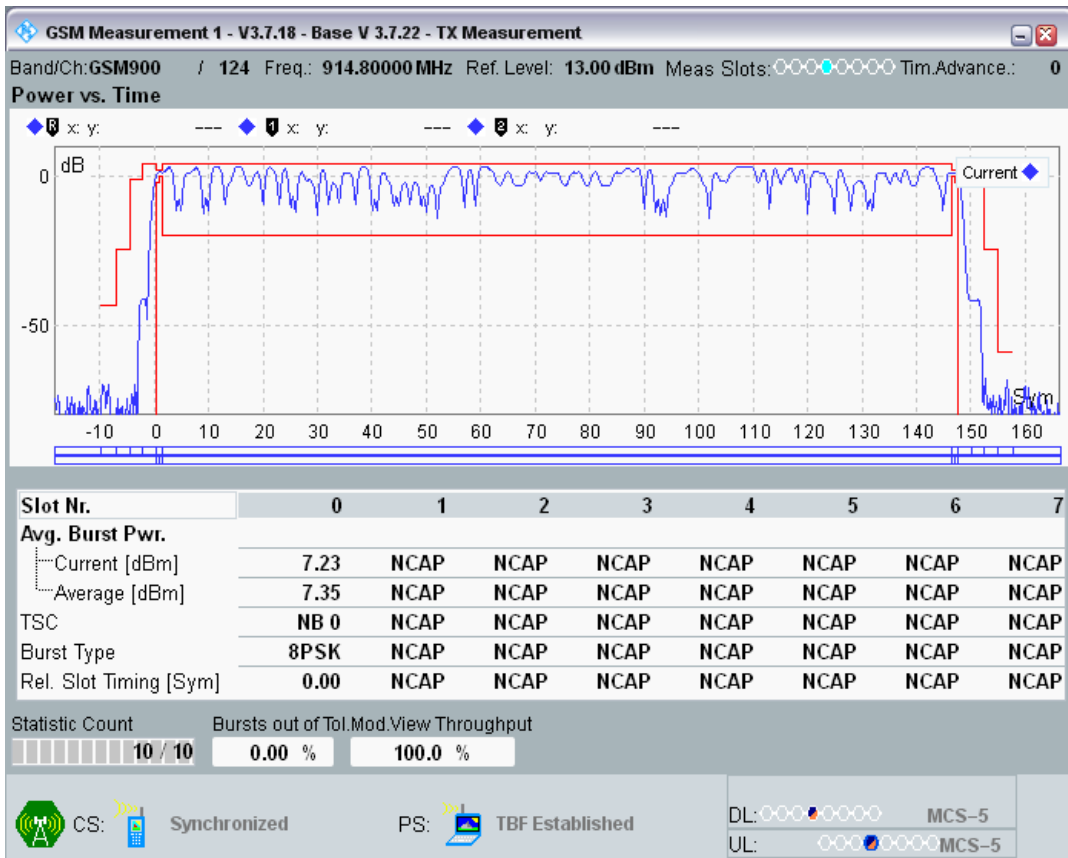 GSM Measurement 1 - V3.7.18 - Base V 3.7.22 - TX Measurement
Band/Ch:GSM900 / 124 Freq.: 914.80000 MHz Ref. Level: 13.00 dBm Meas Slots: Tim.Advance.: 0
Power vs. Time
R x: y: --- 1 x: y: --- 2 x: y: ---
dB
Current
0
-50
Sym
-10 0 10 20 30 40 50 60 70 80 90 100 110 120 130 140 150 160
Slot Nr. 0 1 2 3 4 5 6 7
Avg. Burst Pwr.
Current [dBm] 7.23 NCAP NCAP NCAP NCAP NCAP NCAP NCAP
Average [dBm] 7.35 NCAP NCAP NCAP NCAP NCAP NCAP NCAP
TSC NB 0 NCAP NCAP NCAP NCAP NCAP NCAP NCAP
Burst Type 8PSK NCAP NCAP NCAP NCAP NCAP NCAP NCAP
Rel. Slot Timing [Sym] 0.00 NCAP NCAP NCAP NCAP NCAP NCAP NCAP
Statistic Count Bursts out of Tol. Mod.View Throughput
10 / 10 0.00 % 100.0 %
CS: Synchronized PS: TBF Established
DL: MCS-5
UL: MCS-5